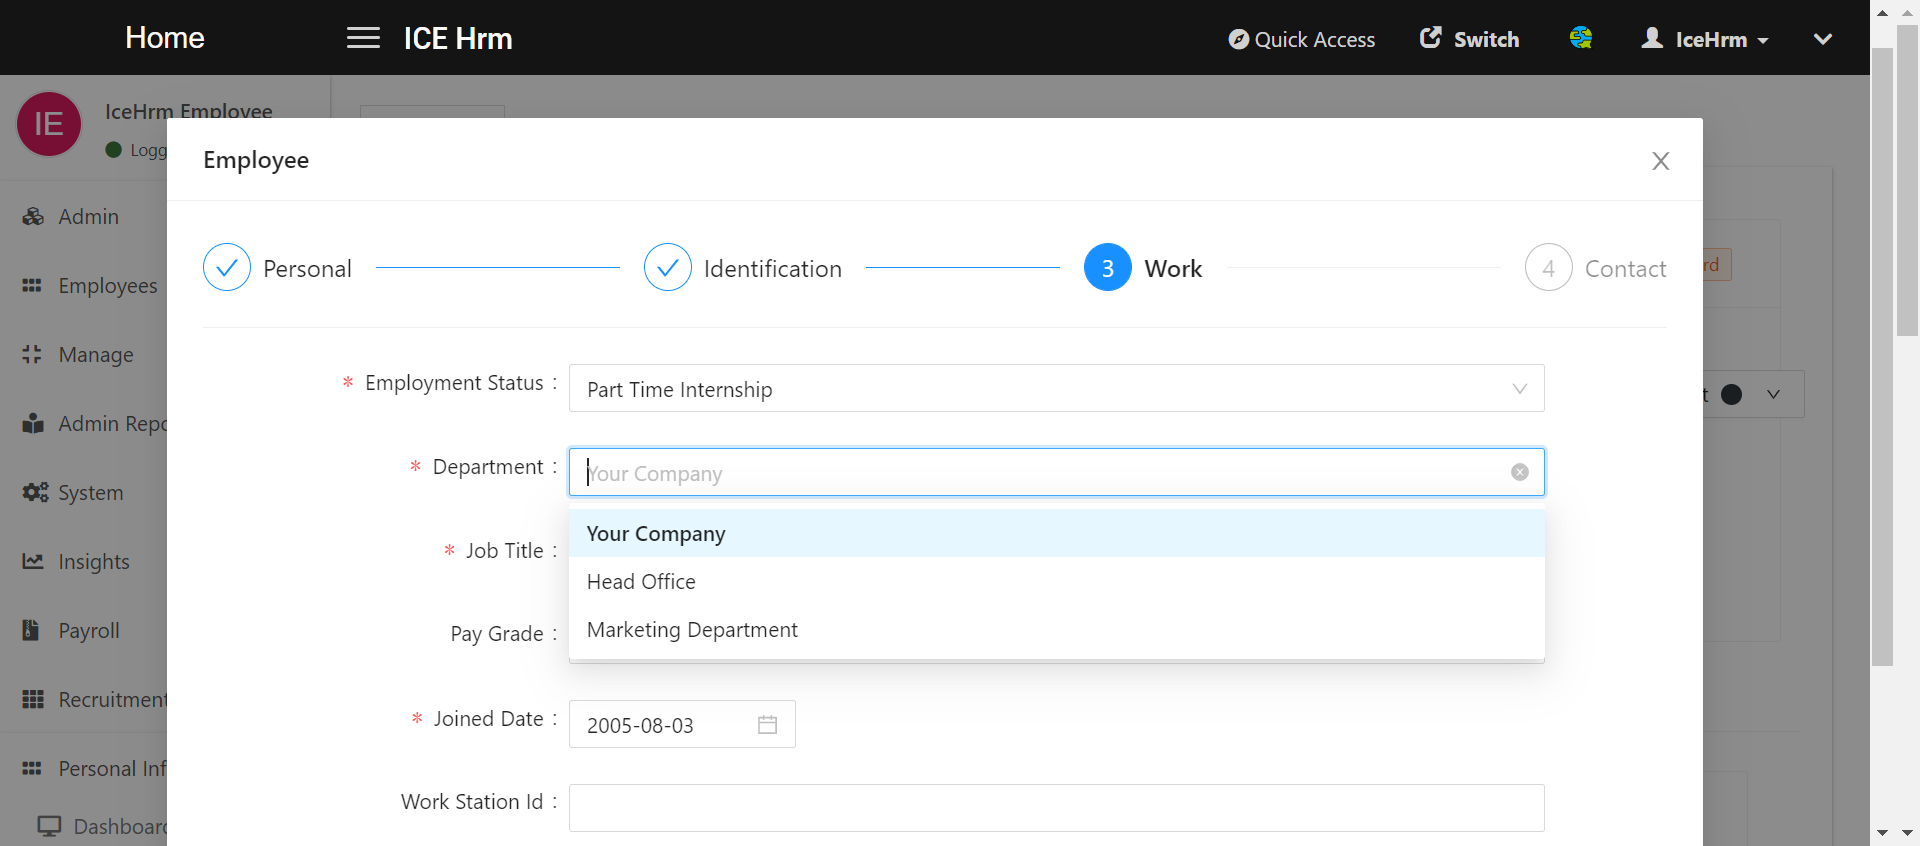 Home
ICE Hrm
Quick Access
Switch
IceHrm
IE
IceHrm Employee
Logg
Employee
Admin
Employees
Manage
Admin Repo
System
Insights
Payroll
Recruitment
Personal Inf
Dashboard
Personal
Identification
3 Work
4 Contact
rd
t
* Employment Status :
Part Time Internship
* Department :
Your Company
Your Company
Head Office
Marketing Department
* Job Title :
Pay Grade :
* Joined Date :
2005-08-03
Work Station Id :